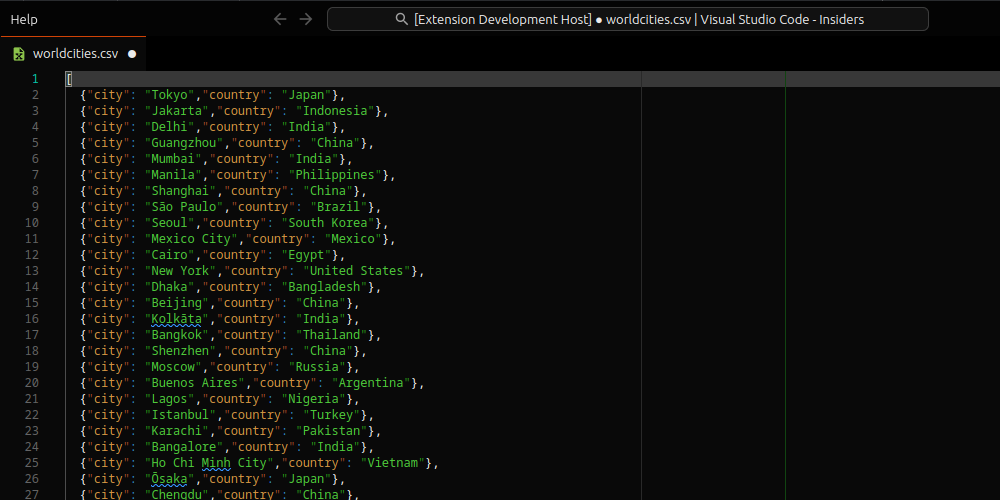 Help
[Extension Development Host] ● worldcities.csv | Visual Studio Code - Insiders
worldcities.csv ●
1 [
2 {"city": "Tokyo","country": "Japan"},
3 {"city": "Jakarta","country": "Indonesia"},
4 {"city": "Delhi","country": "India"},
5 {"city": "Guangzhou","country": "China"},
6 {"city": "Mumbai","country": "India"},
7 {"city": "Manila","country": "Philippines"},
8 {"city": "Shanghai","country": "China"},
9 {"city": "São Paulo","country": "Brazil"},
10 {"city": "Seoul","country": "South Korea"},
11 {"city": "Mexico City","country": "Mexico"},
12 {"city": "Cairo","country": "Egypt"},
13 {"city": "New York","country": "United States"},
14 {"city": "Dhaka","country": "Bangladesh"},
15 {"city": "Beijing","country": "China"},
16 {"city": "Kolkāta","country": "India"},
17 {"city": "Bangkok","country": "Thailand"},
18 {"city": "Shenzhen","country": "China"},
19 {"city": "Moscow","country": "Russia"},
20 {"city": "Buenos Aires","country": "Argentina"},
21 {"city": "Lagos","country": "Nigeria"},
22 {"city": "Istanbul","country": "Turkey"},
23 {"city": "Karachi","country": "Pakistan"},
24 {"city": "Bangalore","country": "India"},
25 {"city": "Ho Chi Minh City","country": "Vietnam"},
26 {"city": "Ōsaka","country": "Japan"},
27 {"city": "Chengdu","country": "China"},